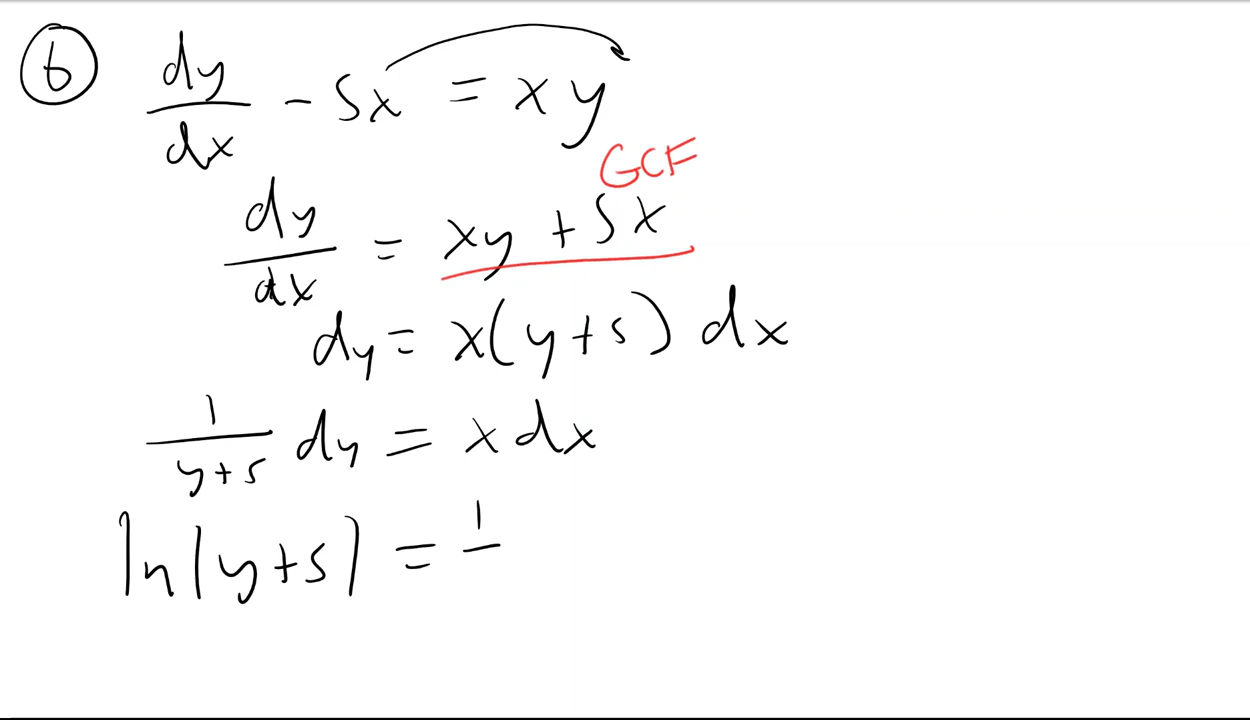 ⑥ dy/dx - 5x = xy
GCF
dy/dx = xy + 5x
dy = x(y+5) dx
1/(y+5) dy = x dx
ln|y+5| = 1/